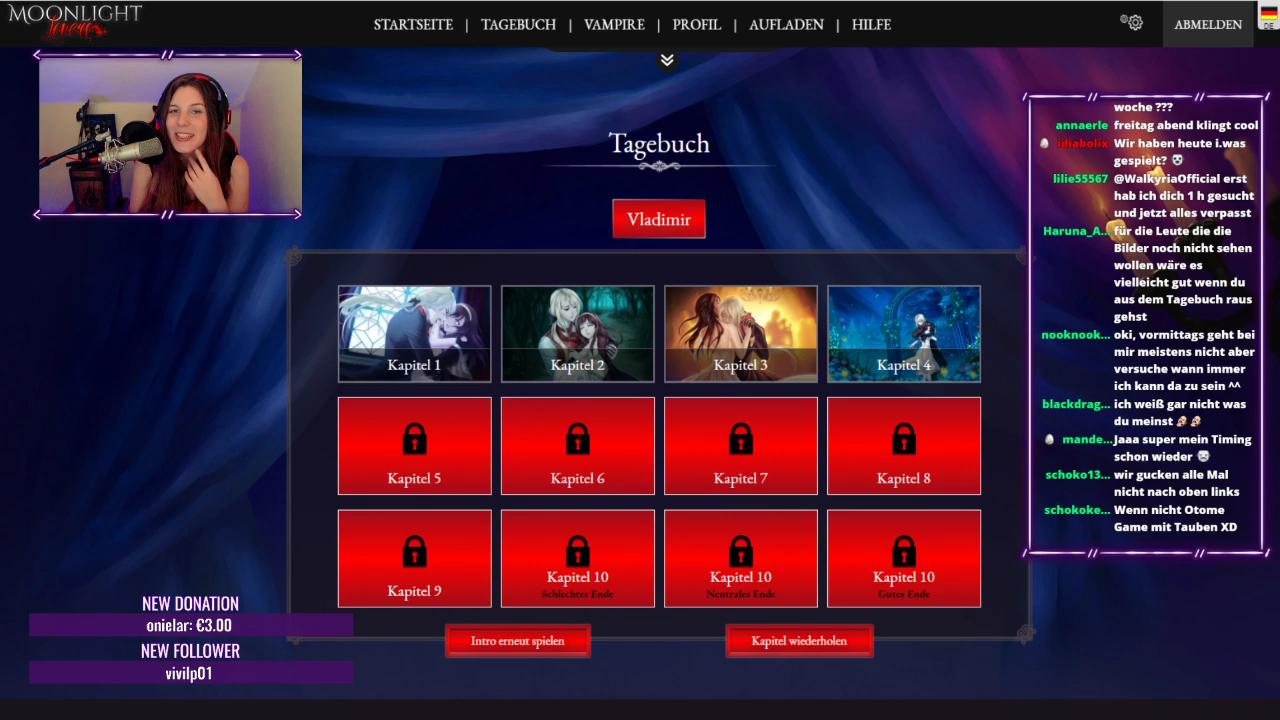 MOONLIGHT
Lovers
STARTSEITE | TAGEBUCH | VAMPIRE | PROFIL | AUFLADEN | HILFE
ABMELDEN
DE
Tagebuch
Vladimir
Kapitel 1
Kapitel 2
Kapitel 3
Kapitel 4
Kapitel 5
Kapitel 6
Kapitel 7
Kapitel 8
Kapitel 9
Kapitel 10
Schlechtes Ende
Kapitel 10
Neutrales Ende
Kapitel 10
Gutes Ende
Intro erneut spielen
Kapitel wiederholen
NEW DONATION
onielar: €3.00
NEW FOLLOWER
vivilp01
woche ???
annaerle freitag abend klingt cool
idiabolix Wir haben heute i.was
gespielt?
lilie55567 @WalkyriaOfficial erst
hab ich dich 1 h gesucht
und jetzt alles verpasst
Haruna_A... für die Leute die die
Bilder noch nicht sehen
wollen wäre es
vielleicht gut wenn du
aus dem Tagebuch raus
gehst
nooknook... oki, vormittags geht bei
mir meistens nicht aber
versuche wann immer
ich kann da zu sein ^^
blackdrag... ich weiß gar nicht was
du meinst
mande... Jaaa super mein Timing
schon wieder
schoko13... wir gucken alle Mal
nicht nach oben links
schokoke... Wenn nicht Otome
Game mit Tauben XD